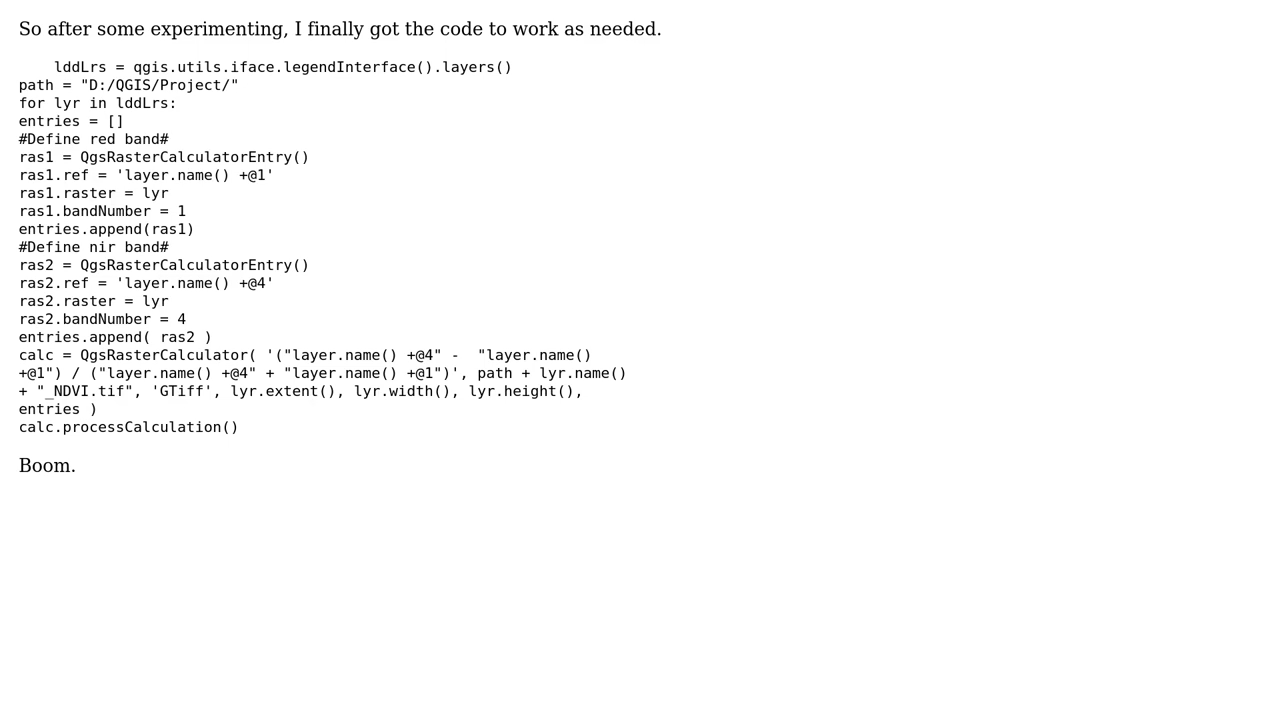 So after some experimenting, I finally got the code to work as needed.
    lddLrs = qgis.utils.iface.legendInterface().layers()
path = "D:/QGIS/Project/"
for lyr in lddLrs:
entries = []
#Define red band#
ras1 = QgsRasterCalculatorEntry()
ras1.ref = 'layer.name() +@1'
ras1.raster = lyr
ras1.bandNumber = 1
entries.append(ras1)
#Define nir band#
ras2 = QgsRasterCalculatorEntry()
ras2.ref = 'layer.name() +@4'
ras2.raster = lyr
ras2.bandNumber = 4
entries.append( ras2 )
calc = QgsRasterCalculator( '("layer.name() +@4" -  "layer.name()
+@1") / ("layer.name() +@4" + "layer.name() +@1")', path + lyr.name()
+ "_NDVI.tif", 'GTiff', lyr.extent(), lyr.width(), lyr.height(),
entries )
calc.processCalculation()
Boom.